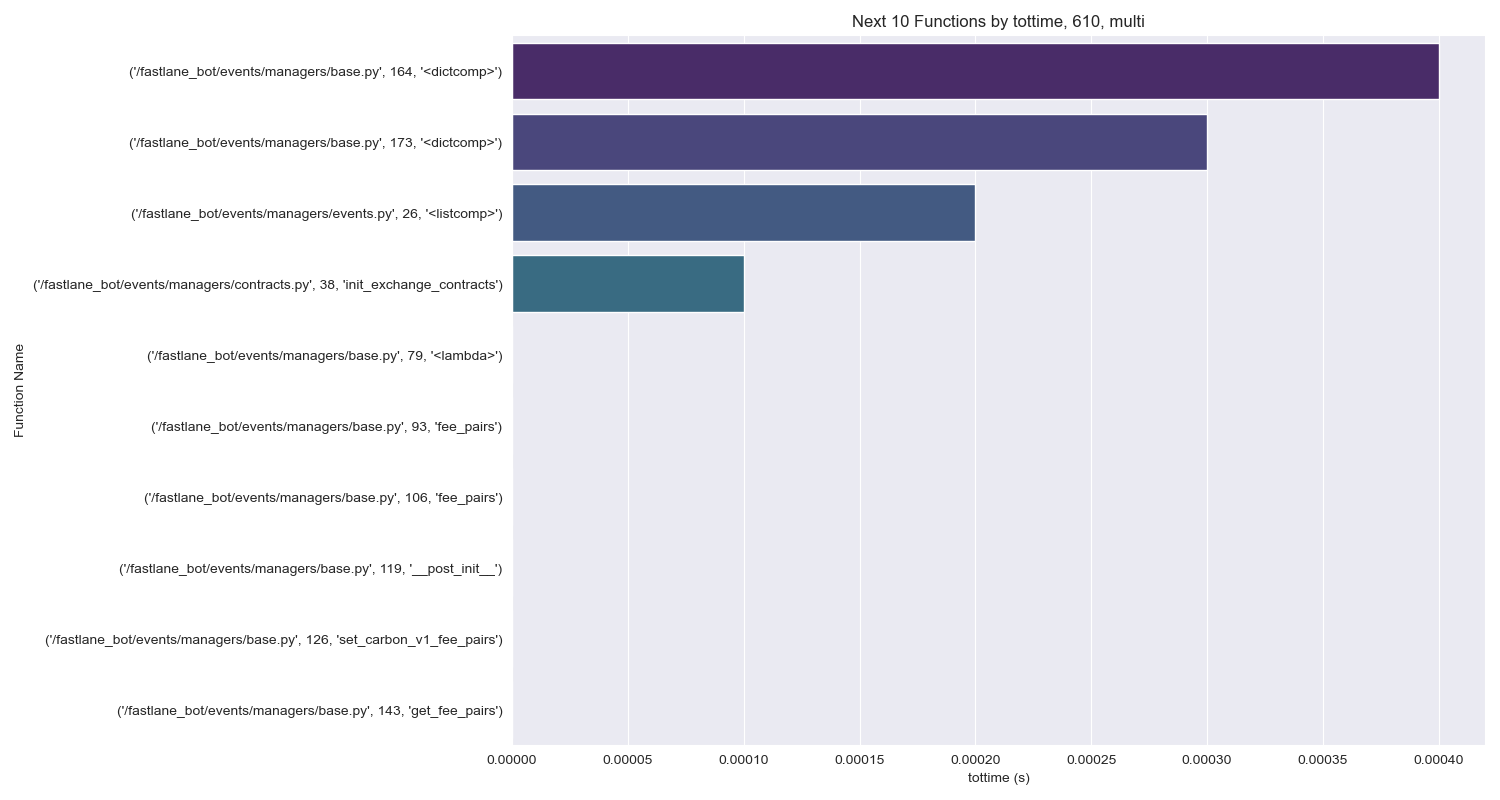 Next 10 Functions by tottime, 610, multi
('/fastlane_bot/events/managers/base.py', 164, '<dictcomp>')
('/fastlane_bot/events/managers/base.py', 173, '<dictcomp>')
('/fastlane_bot/events/managers/events.py', 26, '<listcomp>')
('/fastlane_bot/events/managers/contracts.py', 38, 'init_exchange_contracts')
('/fastlane_bot/events/managers/base.py', 79, '<lambda>')
('/fastlane_bot/events/managers/base.py', 93, 'fee_pairs')
('/fastlane_bot/events/managers/base.py', 106, 'fee_pairs')
('/fastlane_bot/events/managers/base.py', 119, '__post_init__')
('/fastlane_bot/events/managers/base.py', 126, 'set_carbon_v1_fee_pairs')
('/fastlane_bot/events/managers/base.py', 143, 'get_fee_pairs')
Function Name
0.00000 0.00005 0.00010 0.00015 0.00020 0.00025 0.00030 0.00035 0.00040
tottime (s)